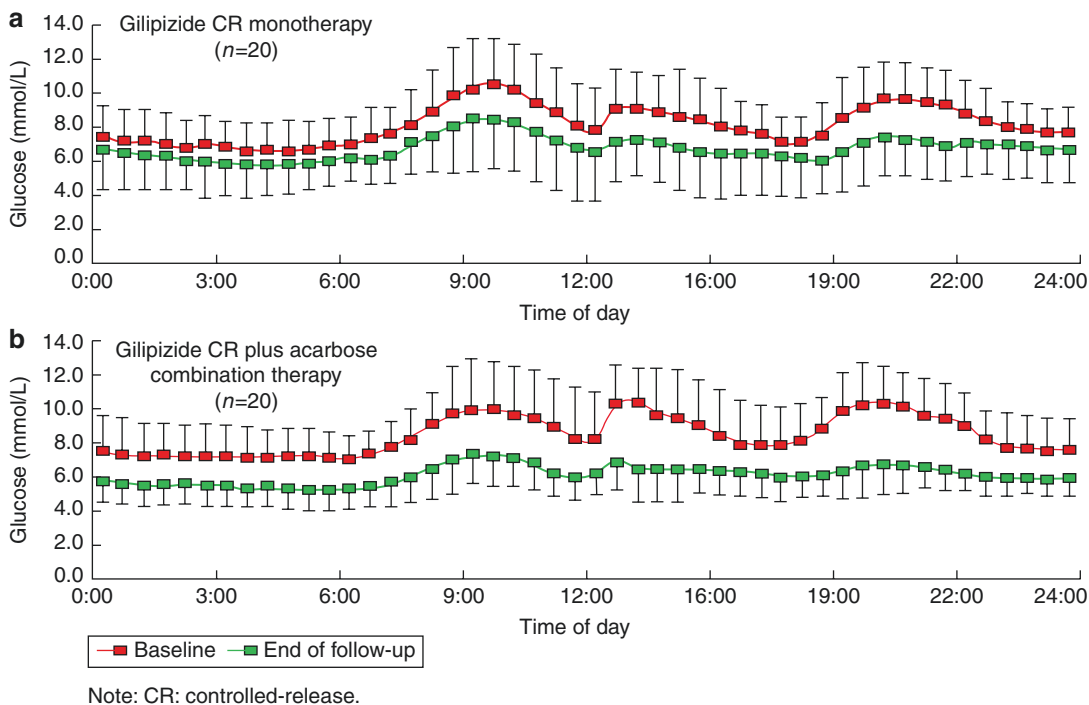 a
Gilipizide CR monotherapy
(n=20)
Glucose (mmol/L)
14.0
12.0
10.0
8.0
6.0
4.0
2.0
0.0
0:00 3:00 6:00 9:00 12:00 16:00 19:00 22:00 24:00
Time of day
b
Gilipizide CR plus acarbose
combination therapy
(n=20)
Glucose (mmol/L)
14.0
12.0
10.0
8.0
6.0
4.0
2.0
0.0
0:00 3:00 6:00 9:00 12:00 16:00 19:00 22:00 24:00
Time of day
Baseline End of follow-up
Note: CR: controlled-release.